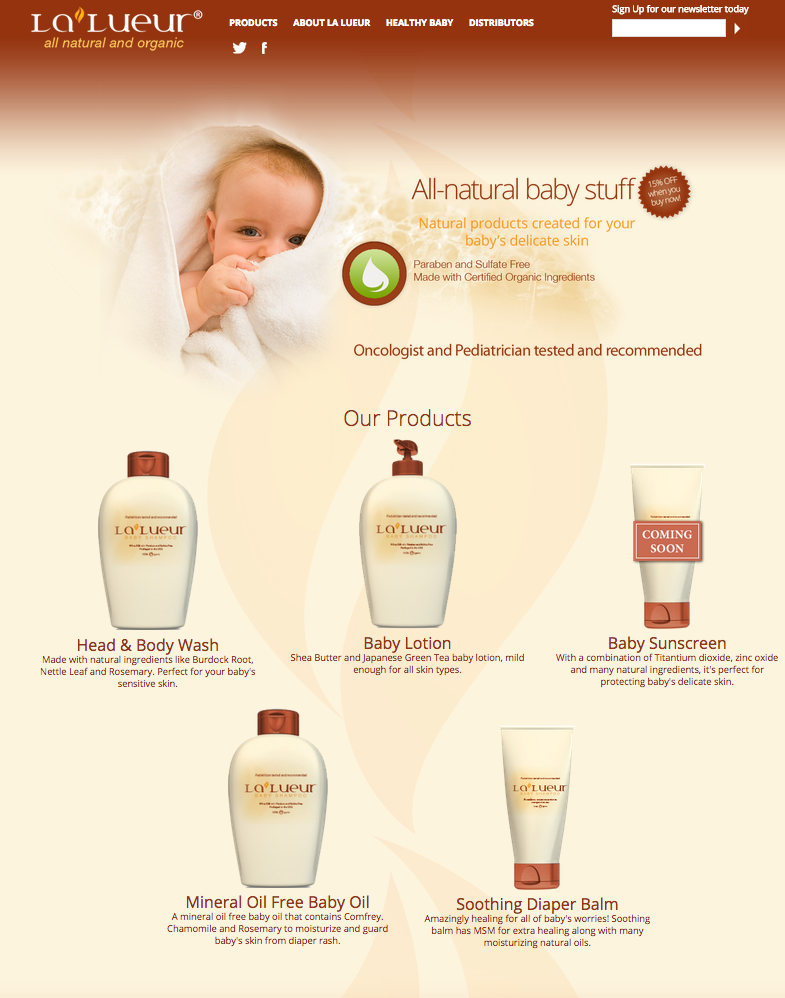 La Lueur®
all natural and organic
PRODUCTS ABOUT LA LUEUR HEALTHY BABY DISTRIBUTORS
Sign Up for our newsletter today
All-natural baby stuff
15% OFF
when you
buy now!
Natural products created for your
baby's delicate skin
Paraben and Sulfate Free
Made with Certified Organic Ingredients
Oncologist and Pediatrician tested and recommended
Our Products
La Lueur
BABY SHAMPOO
La Lueur
BABY SHAMPOO
COMING
SOON
Head & Body Wash
Made with natural ingredients like Burdock Root,
Nettle Leaf and Rosemary. Perfect for your baby's
sensitive skin.
Baby Lotion
Shea Butter and Japanese Green Tea baby lotion, mild
enough for all skin types.
Baby Sunscreen
With a combination of Titantium dioxide, zinc oxide
and many natural ingredients, it's perfect for
protecting baby's delicate skin.
La Lueur
BABY SHAMPOO
La Lueur
Mineral Oil Free Baby Oil
A mineral oil free baby oil that contains Comfrey.
Chamomile and Rosemary to moisturize and guard
baby's skin from diaper rash.
Soothing Diaper Balm
Amazingly healing for all of baby's worries! Soothing
balm has MSM for extra healing along with many
moisturizing natural oils.